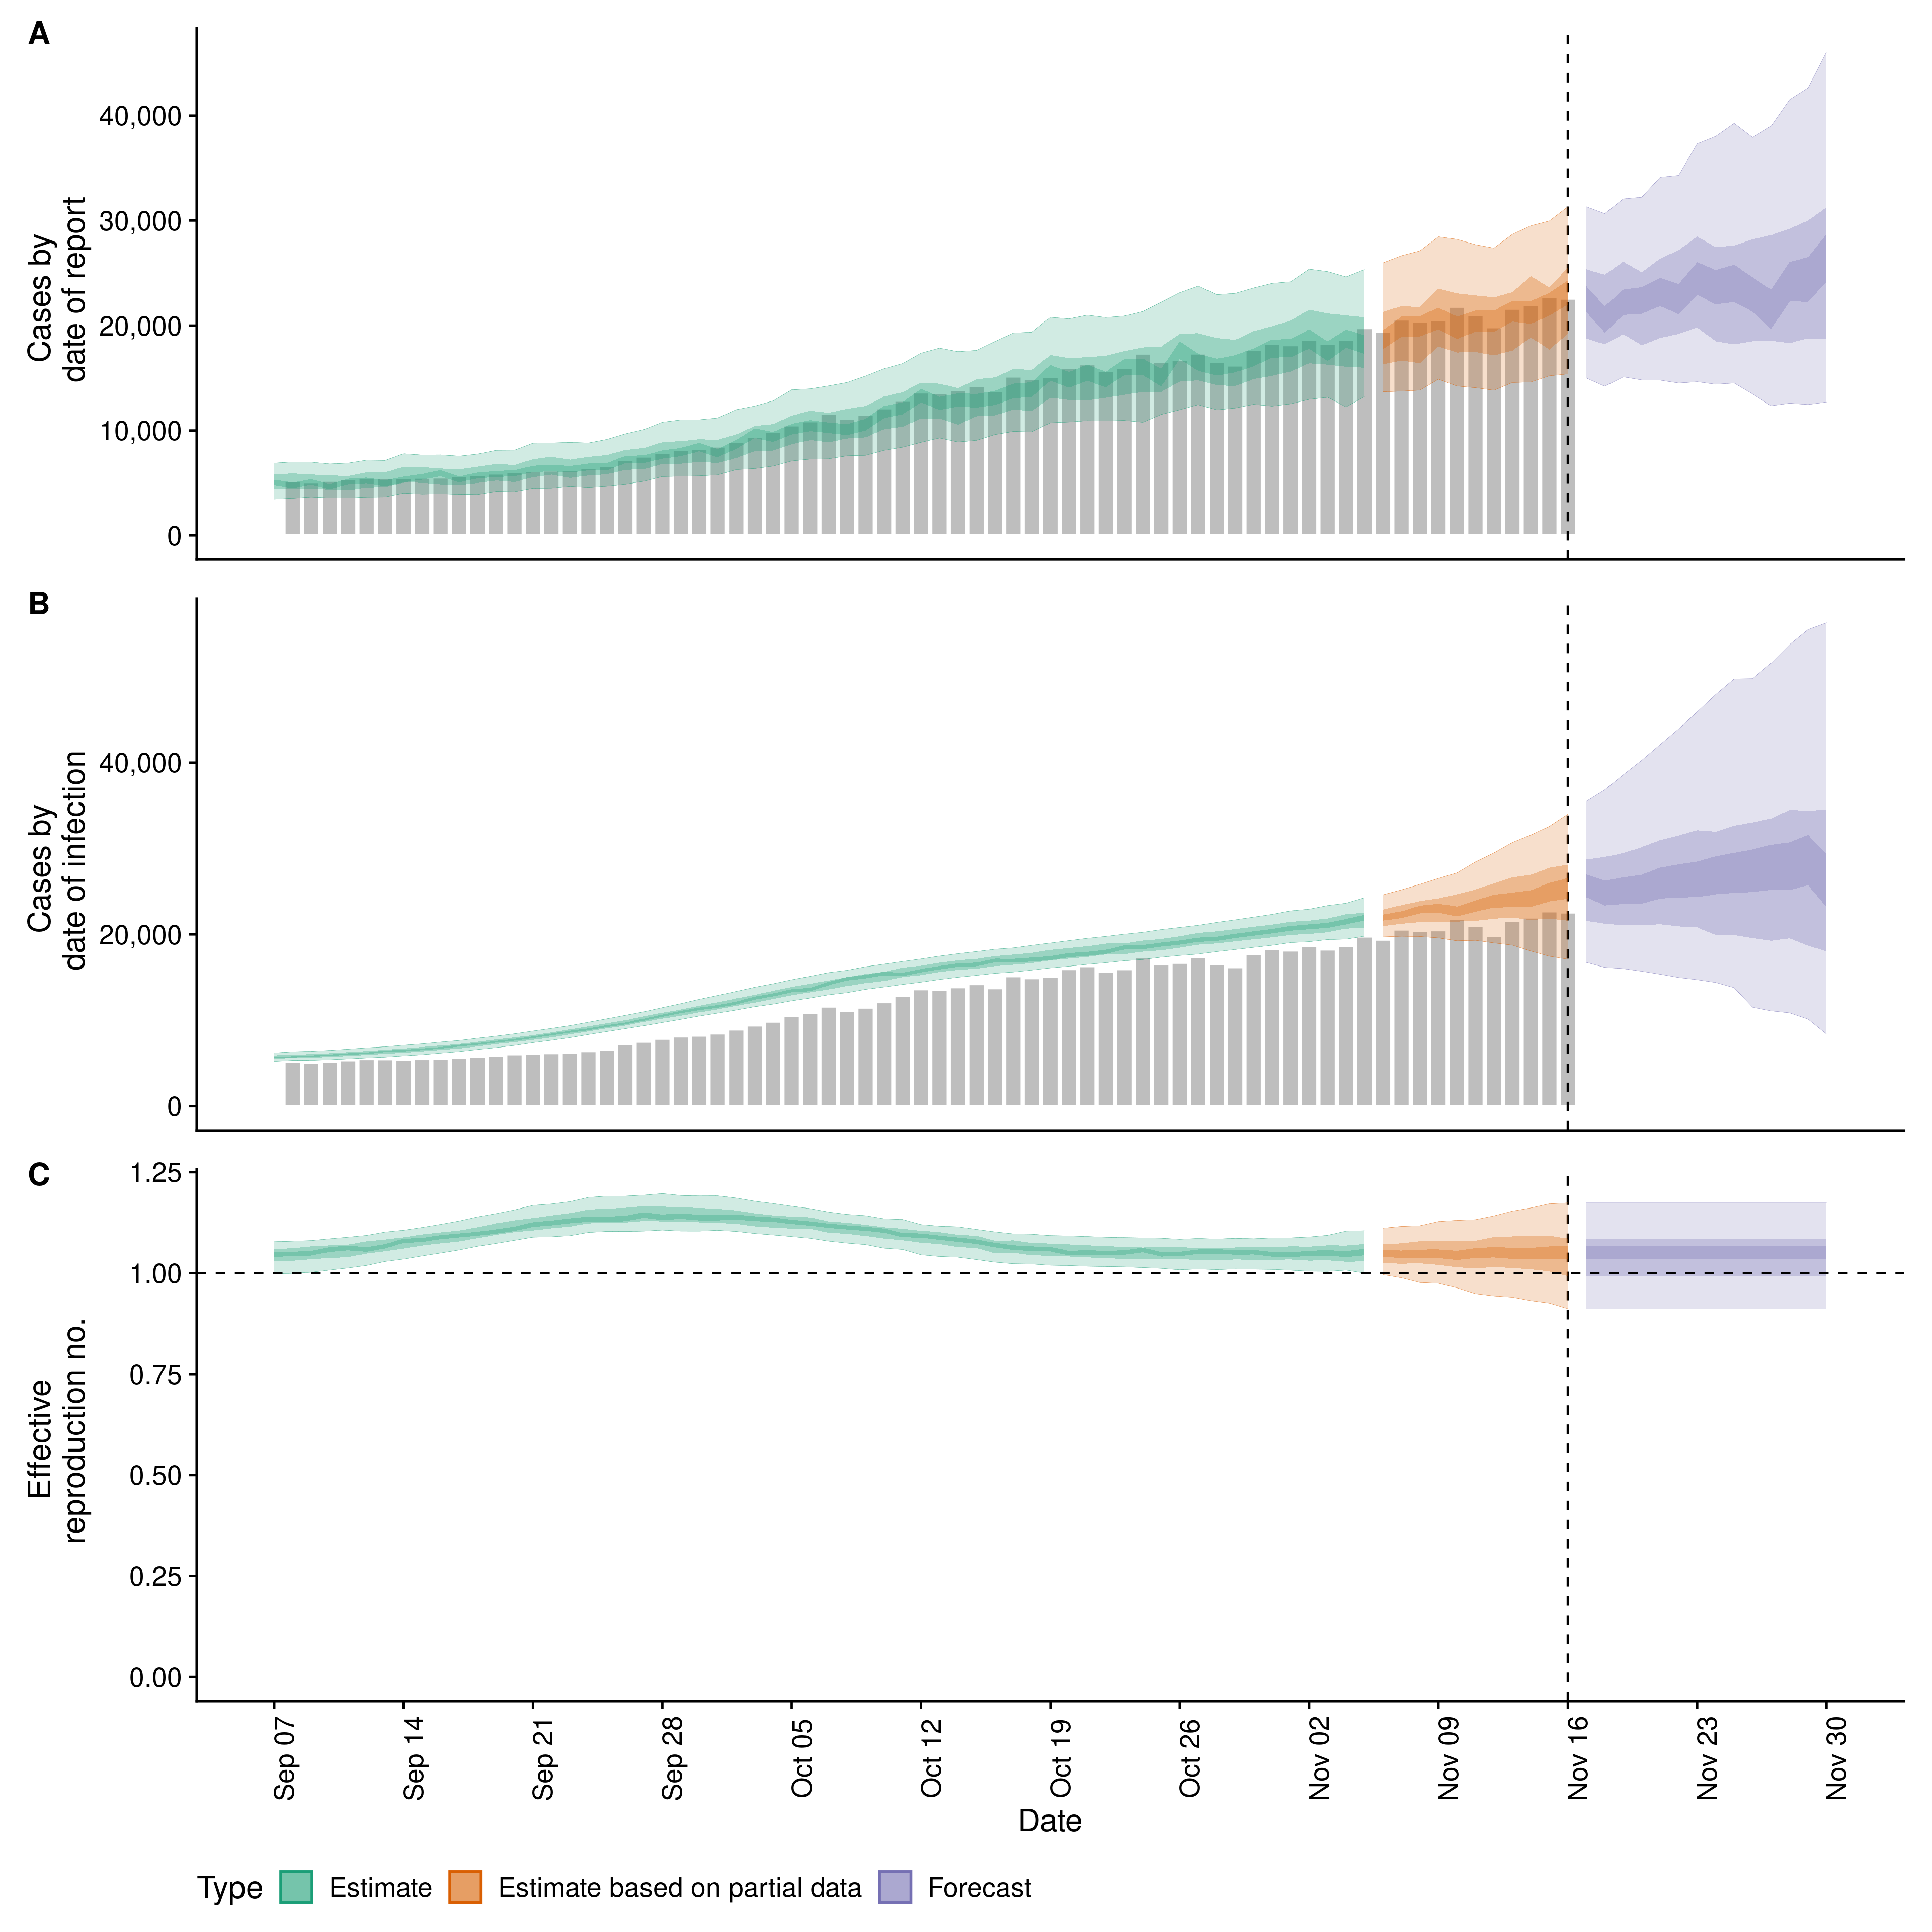 A
Cases by
date of report
40,000
30,000
20,000
10,000
0
B
Cases by
date of infection
40,000
20,000
0
C
Effective
reproduction no.
1.25
1.00
0.75
0.50
0.25
0.00
Sep 07
Sep 14
Sep 21
Sep 28
Oct 05
Oct 12
Oct 19
Oct 26
Nov 02
Nov 09
Nov 16
Nov 23
Nov 30
Date
Type Estimate Estimate based on partial data Forecast